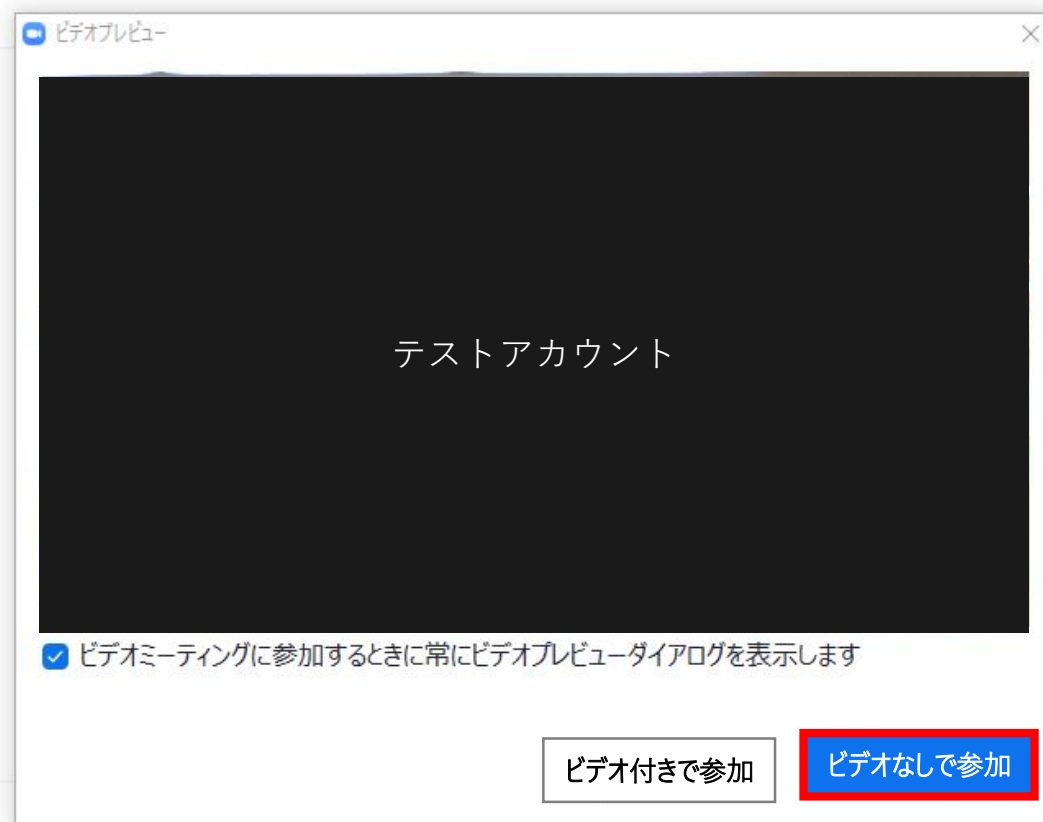 ビデオプレビュー
テストアカウント
ビデオミーティングに参加するときに常にビデオプレビューダイアログを表示します
ビデオ付きで参加
ビデオなしで参加